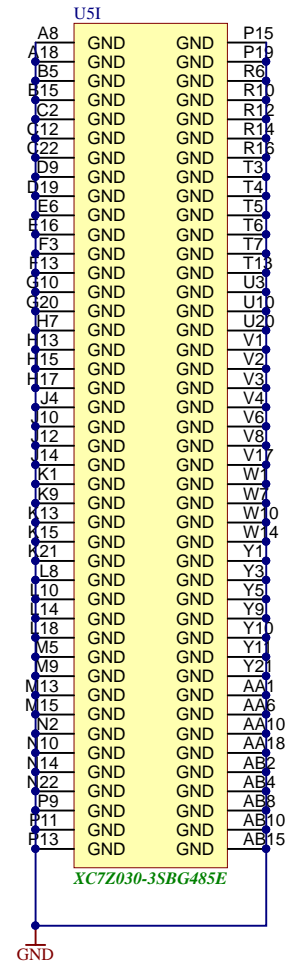 U5I
A8 GND GND P15
A18 GND GND P19
B5 GND GND R6
B15 GND GND R10
C2 GND GND R12
C12 GND GND R14
C22 GND GND R16
D9 GND GND T3
D19 GND GND T4
E6 GND GND T5
E16 GND GND T6
F3 GND GND T7
F13 GND GND T13
G10 GND GND U3
G20 GND GND U10
H7 GND GND U20
H13 GND GND V1
H15 GND GND V2
H17 GND GND V3
J4 GND GND V4
J10 GND GND V6
J12 GND GND V8
J14 GND GND V17
K1 GND GND W1
K9 GND GND W7
K13 GND GND W10
K15 GND GND W14
K21 GND GND Y1
L8 GND GND Y3
L10 GND GND Y5
L14 GND GND Y9
L18 GND GND Y10
M5 GND GND Y11
M9 GND GND Y21
M13 GND GND AA1
M15 GND GND AA6
N2 GND GND AA10
N10 GND GND AA18
N14 GND GND AB2
N22 GND GND AB4
P9 GND GND AB8
P11 GND GND AB10
P13 GND GND AB15
XC7Z030-3SBG485E
GND